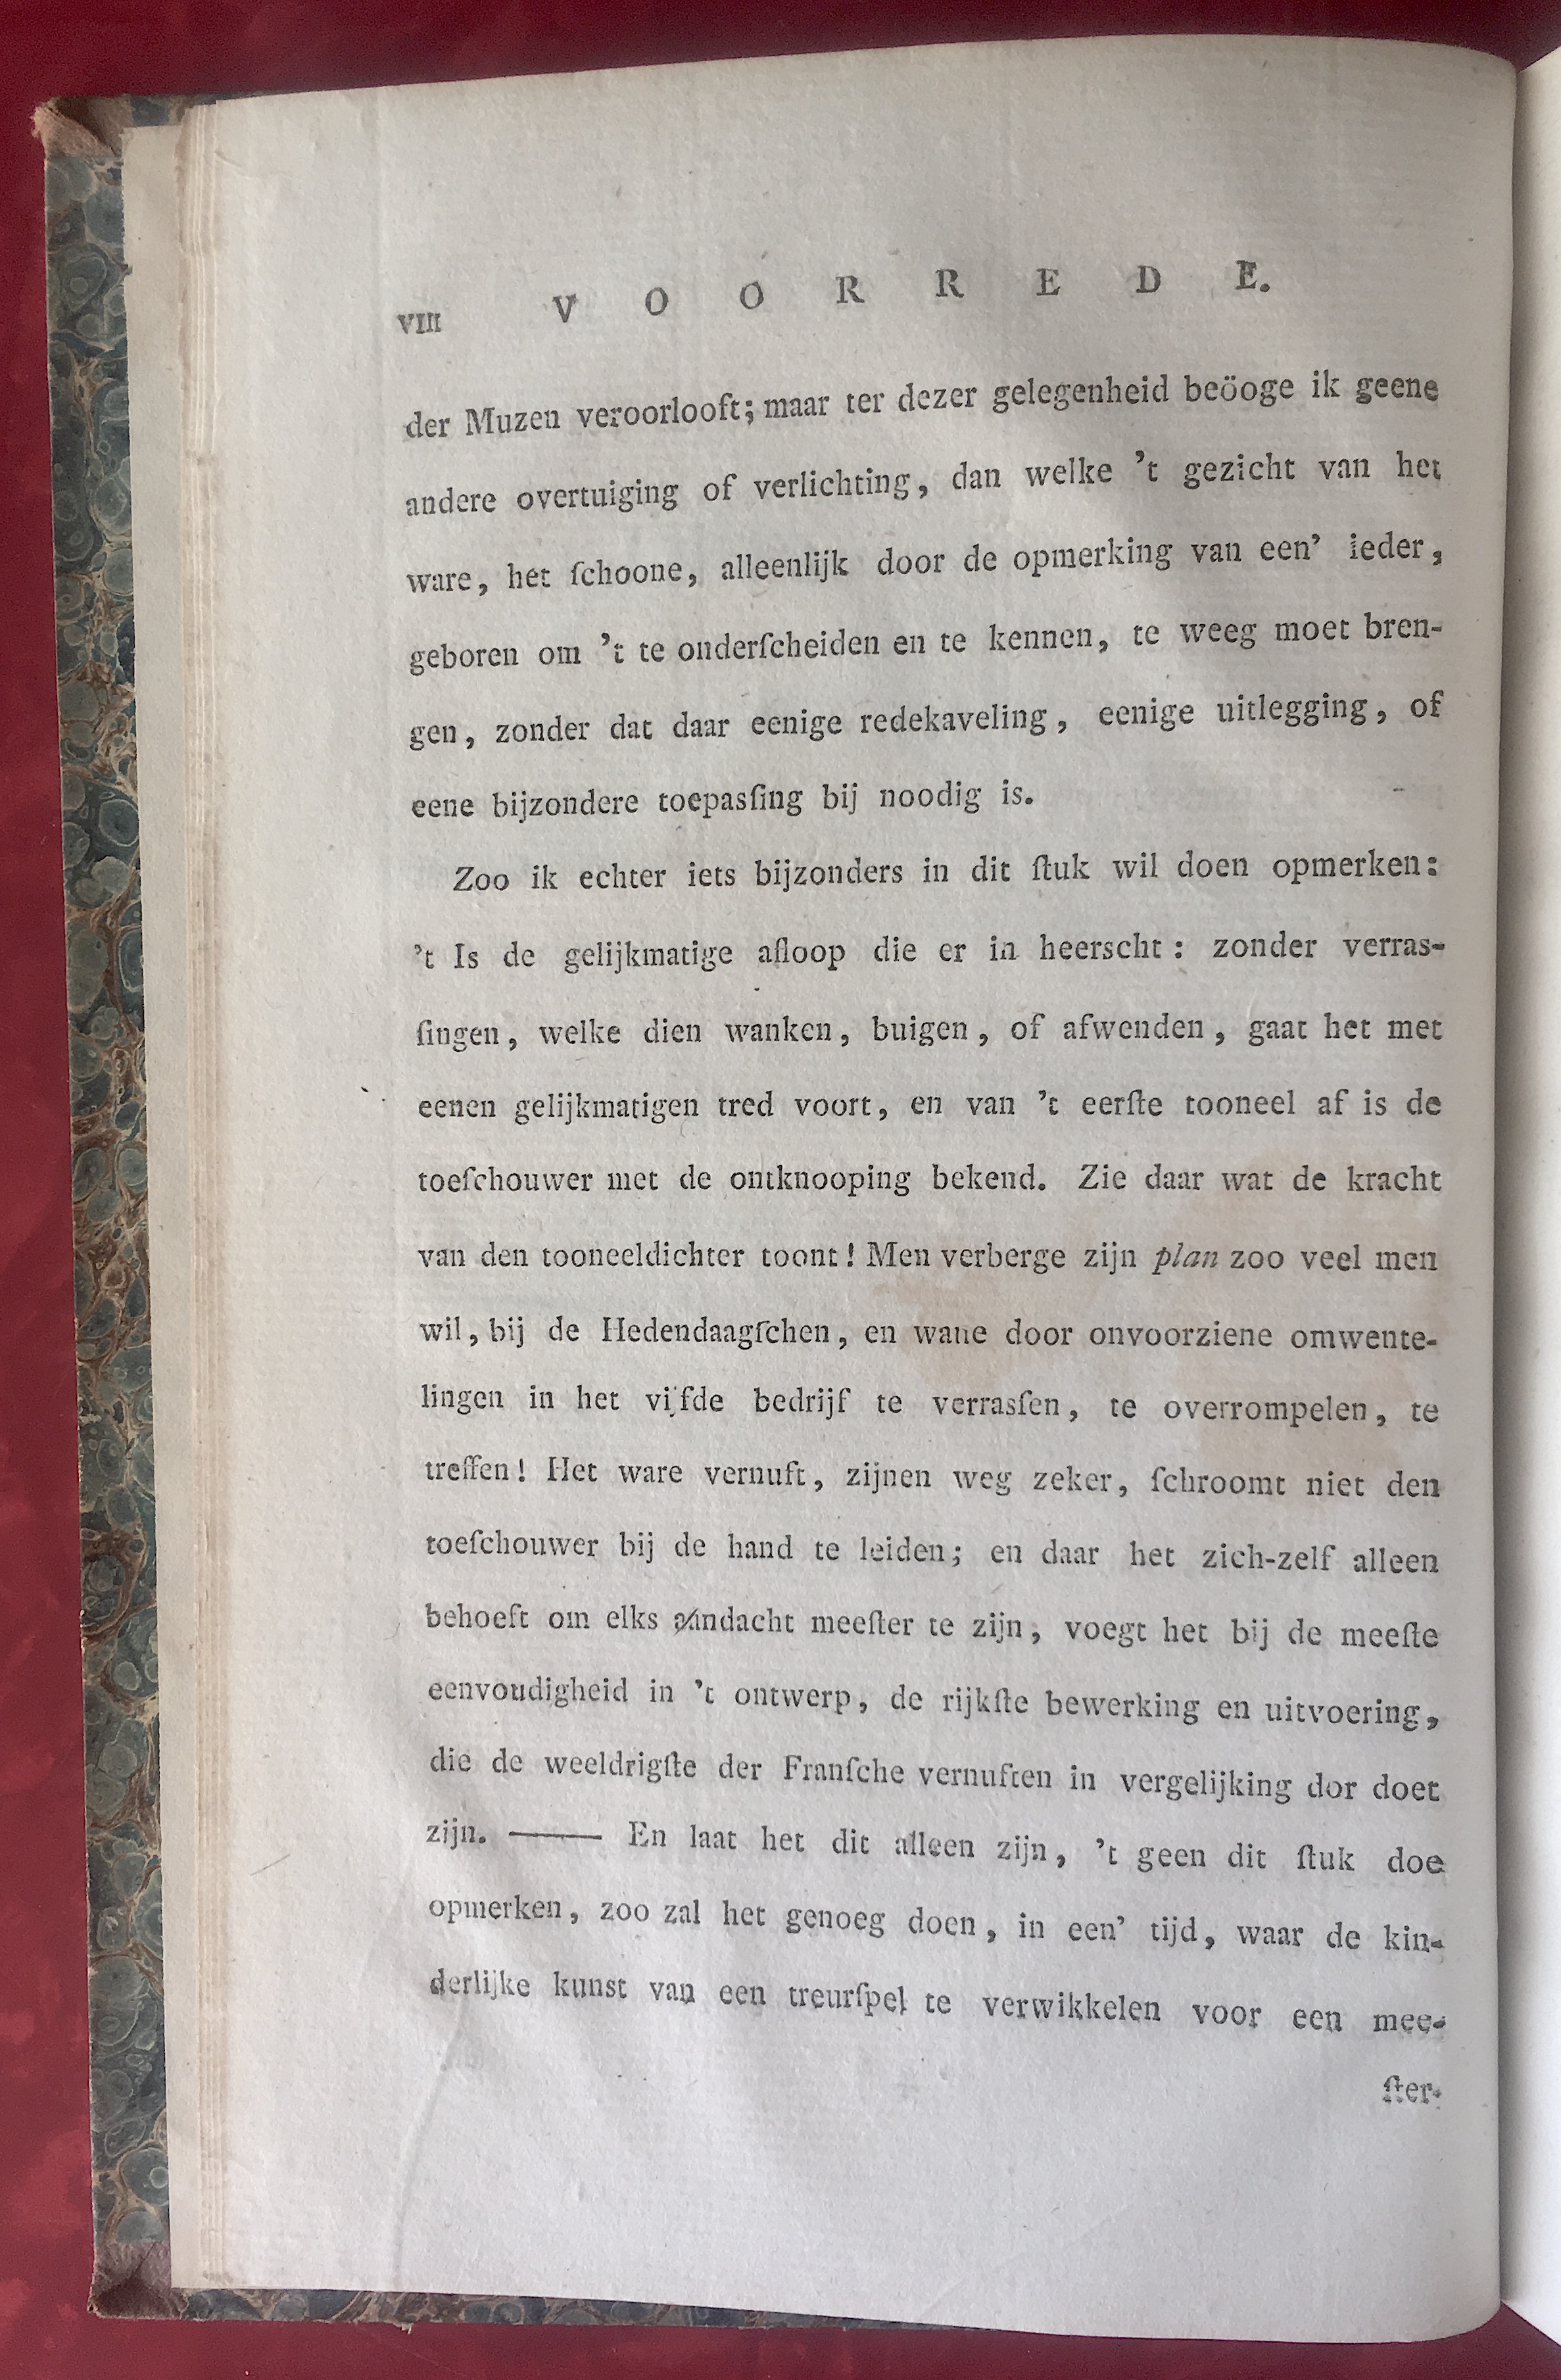 VIII V O O R R E D E.
der Muzen veroorlooft; maar ter dezer gelegenheid beöoge ik geene
andere overtuiging of verlichting, dan welke 't gezicht van het
ware, het ſchoone, alleenlijk door de opmerking van een' ieder,
geboren om 't te onderſcheiden en te kennen, te weeg moet bren-
gen, zonder dat daar eenige redekaveling, eenige uitlegging, of
eene bijzondere toepasſing bij noodig is.
Zoo ik echter iets bijzonders in dit ſtuk wil doen opmerken:
't Is de gelijkmatige afloop die er in heerscht: zonder verras-
ſingen, welke dien wanken, buigen, of afwenden, gaat het met
eenen gelijkmatigen tred voort, en van 't eerſte tooneel af is de
toeſchouwer met de ontknooping bekend. Zie daar wat de kracht
van den tooneeldichter toont! Men verberge zijn plan zoo veel men
wil, bij de Hedendaagſchen, en wane door onvoorziene omwente-
lingen in het vijfde bedrijf te verrasſen, te overrompelen, te
treffen! Het ware vernuft, zijnen weg zeker, ſchroomt niet den
toeſchouwer bij de hand te leiden; en daar het zich-zelf alleen
behoeft om elks aandacht meeſter te zijn, voegt het bij de meeſte
eenvoudigheid in 't ontwerp, de rijkſte bewerking en uitvoering,
die de weeldrigſte der Franſche vernuften in vergelijking dor doet
zijn. —— En laat het dit alleen zijn, 't geen dit ſtuk doe
opmerken, zoo zal het genoeg doen, in een' tijd, waar de kin-
derlijke kunst van een treurſpel te verwikkelen voor een mee-
ſter-